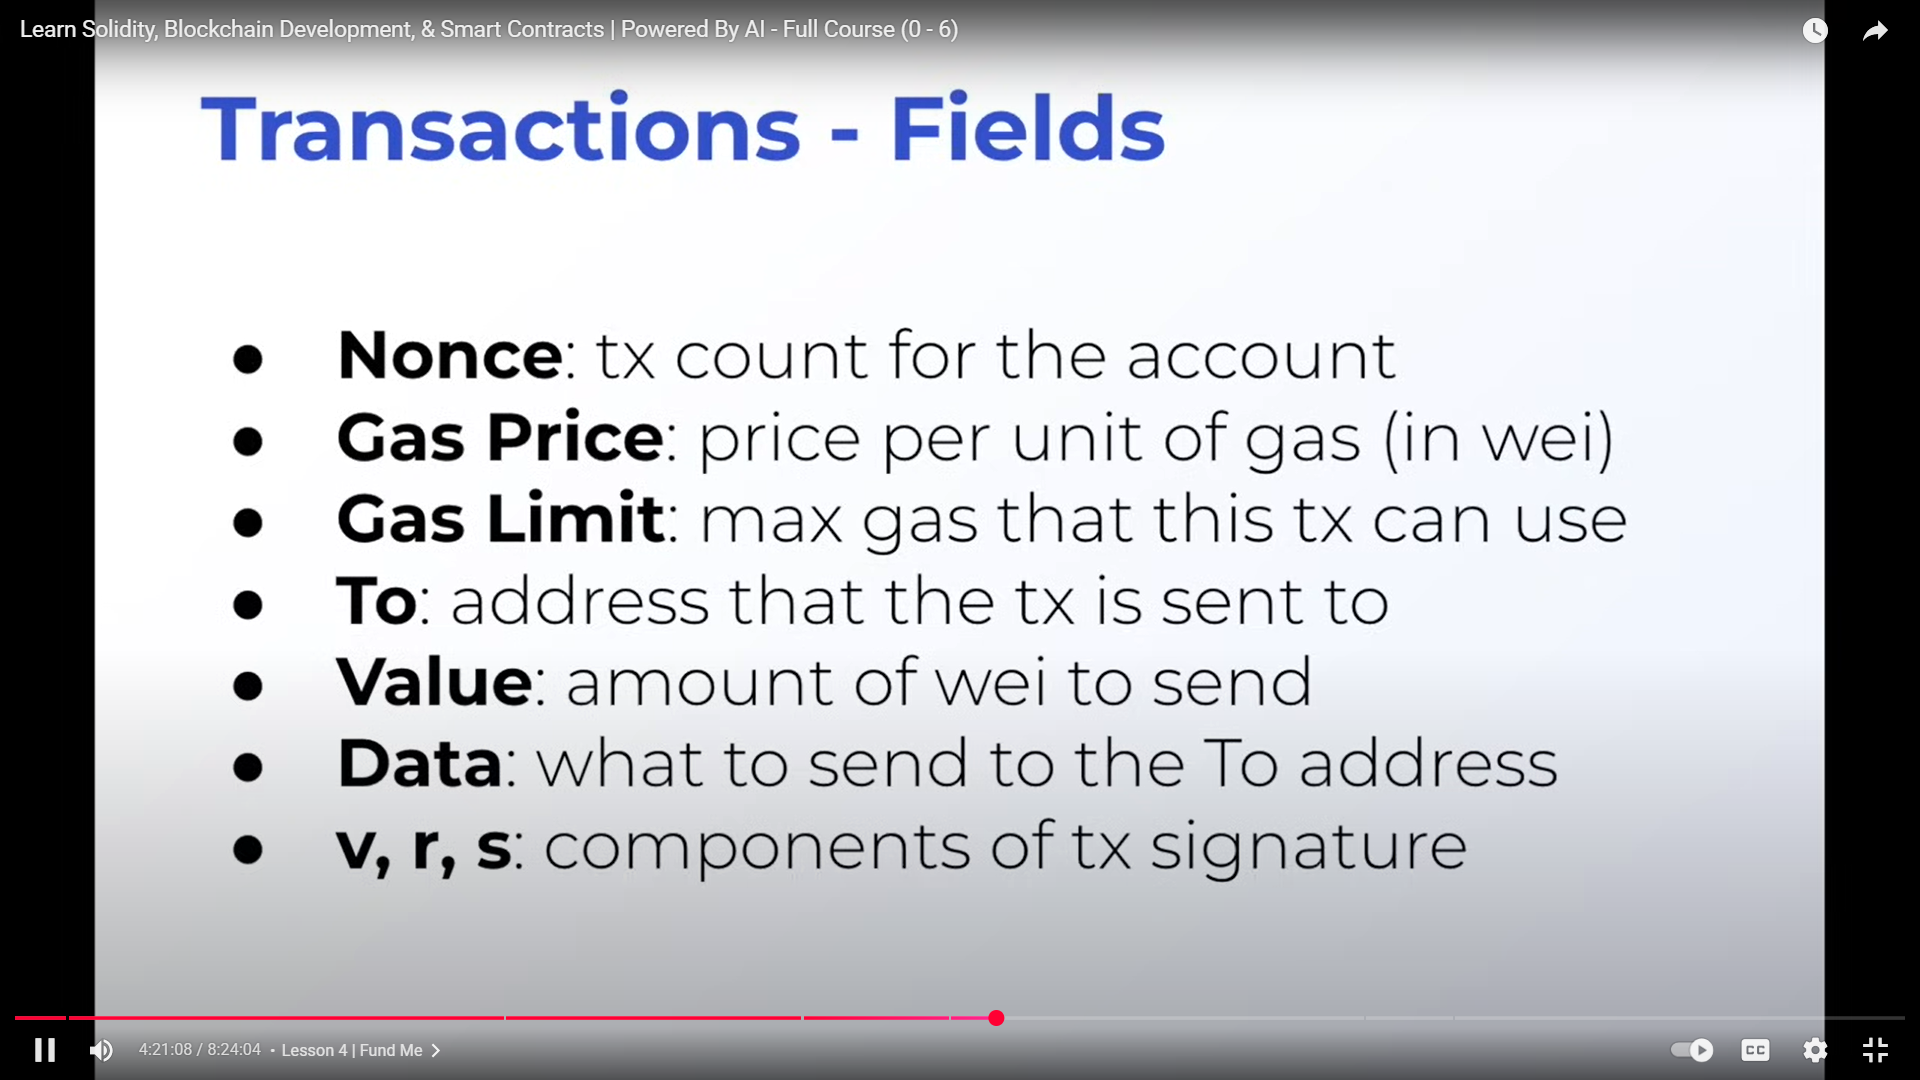 Learn Solidity, Blockchain Development, & Smart Contracts | Powered By AI - Full Course (0 - 6)
Transactions - Fields
● Nonce: tx count for the account
● Gas Price: price per unit of gas (in wei)
● Gas Limit: max gas that this tx can use
● To: address that the tx is sent to
● Value: amount of wei to send
● Data: what to send to the To address
● v, r, s: components of tx signature
4:21:08 / 8:24:04 • Lesson 4 | Fund Me
CC